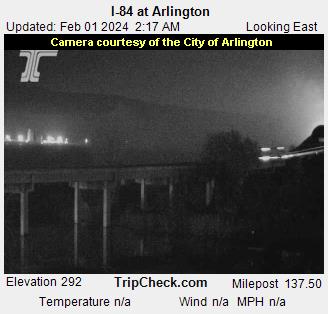 I-84 at Arlington
Updated: Feb 01 2024 2:17 AM Looking East
Camera courtesy of the City of Arlington
Elevation 292 TripCheck.com Milepost 137.50
Temperature n/a Wind n/a MPH n/a